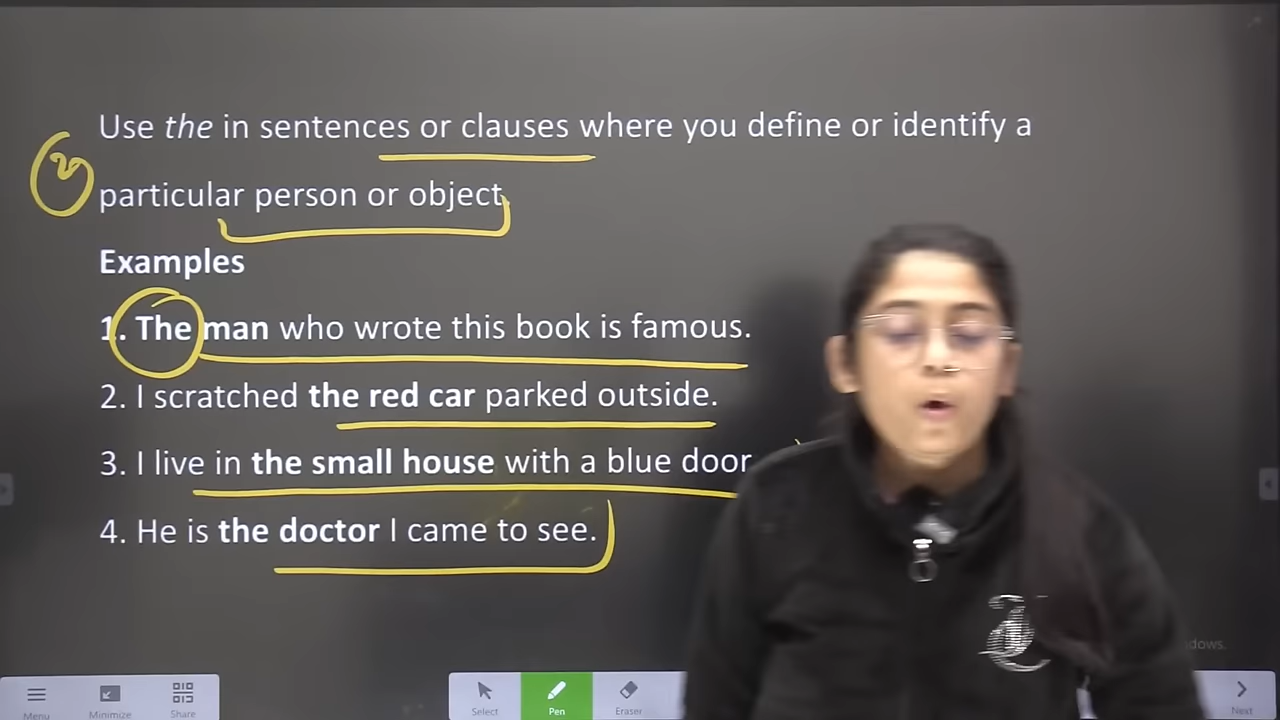 Use the in sentences or clauses where you define or identify a
particular person or object
Examples
1. The man who wrote this book is famous.
2. I scratched the red car parked outside.
3. I live in the small house with a blue door
4. He is the doctor I came to see.
dows.
Menu
Minimize
Share
Select
Pen
Eraser
Next